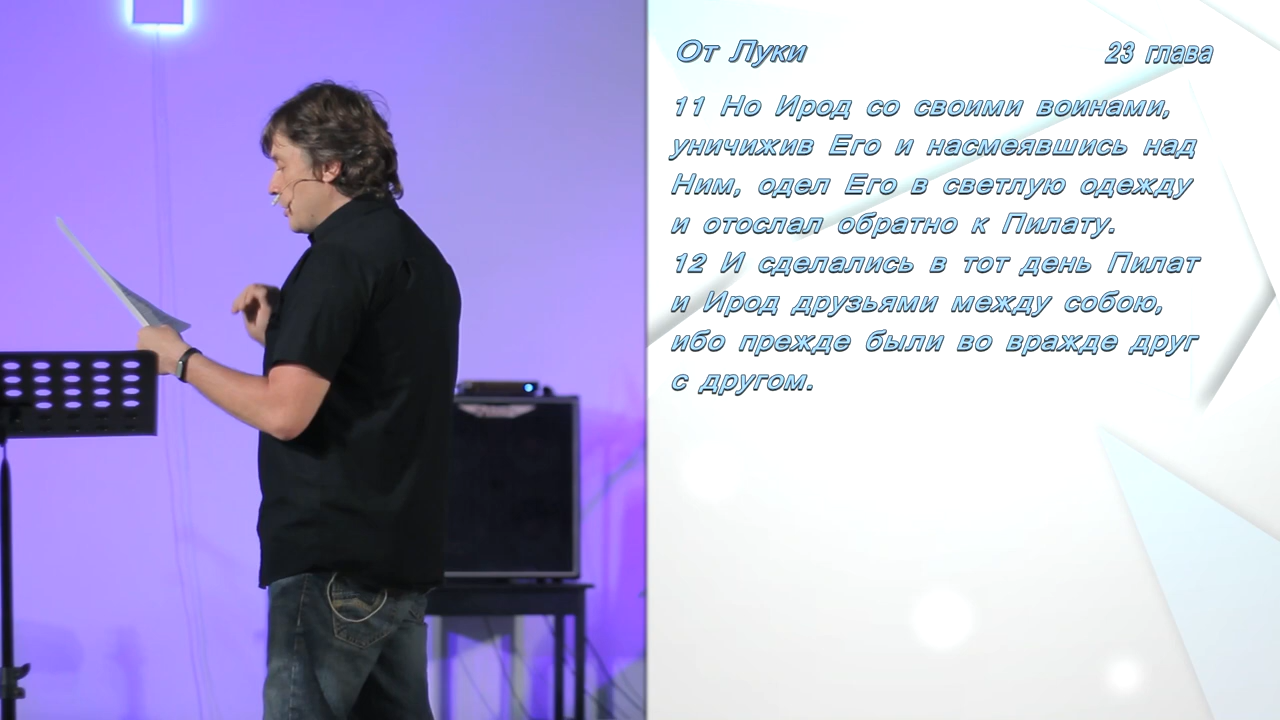 От Луки 23 глава
11 Но Ирод со своими воинами,
уничижив Его и насмеявшись над
Ним, одел Его в светлую одежду
и отослал обратно к Пилату.
12 И сделались в тот день Пилат
и Ирод друзьями между собою,
ибо прежде были во вражде друг
с другом.